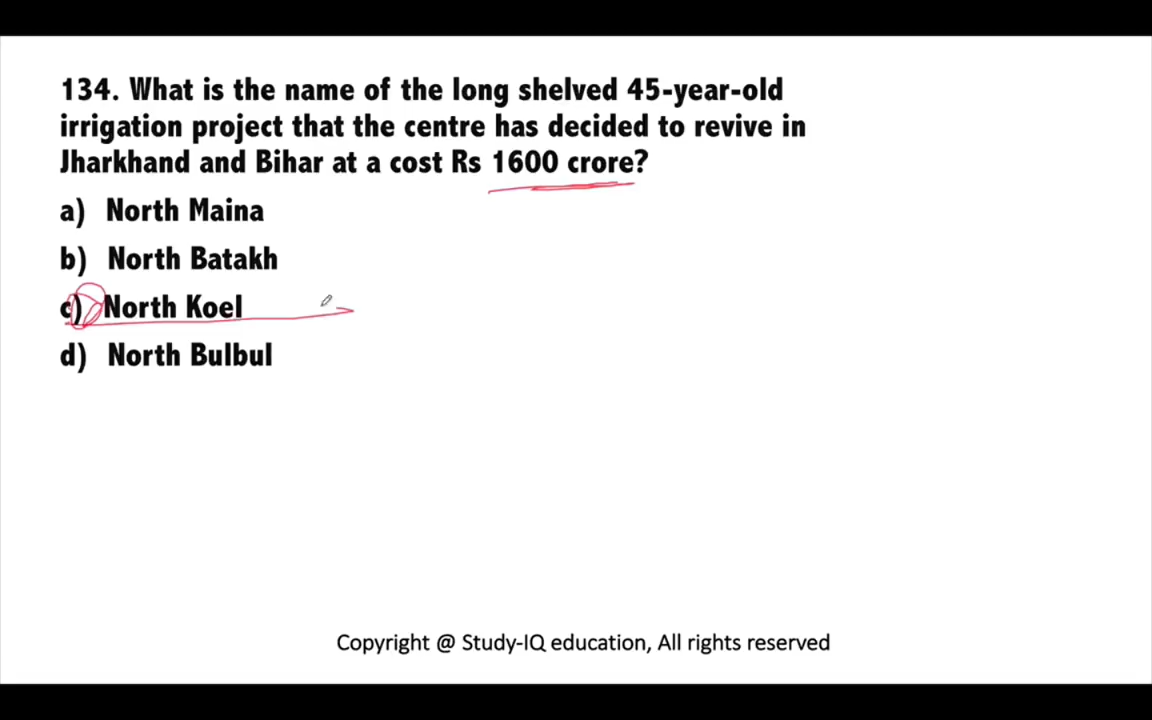 134. What is the name of the long shelved 45-year-old
irrigation project that the centre has decided to revive in
Jharkhand and Bihar at a cost Rs 1600 crore?
a) North Maina
b) North Batakh
c) North Koel
d) North Bulbul
Copyright @ Study-IQ education, All rights reserved